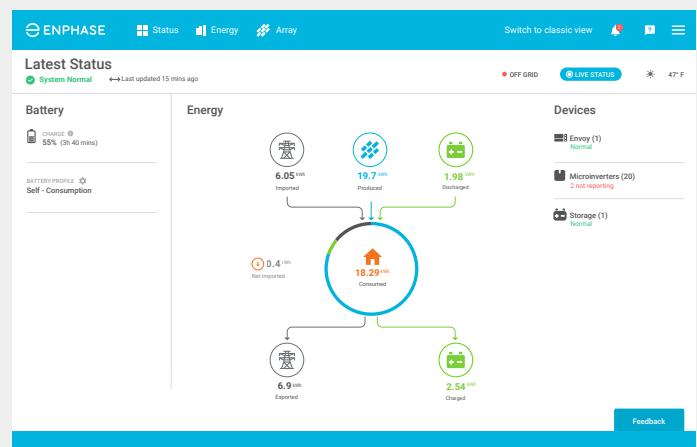 ENPHASE
Status
Energy
Array
Switch to classic view
Latest Status
System Normal
Last updated 15 mins ago
OFF GRID
LIVE STATUS
47° F
Battery
CHARGE
55% (3h 40 mins)
BATTERY PROFILE
Self - Consumption
Energy
6.05 kWh
Imported
19.7 kWh
Produced
1.98 kWh
Discharged
0.4 kWh
Net imported
18.29 kWh
Consumed
6.9 kWh
Exported
2.54 kWh
Charged
Devices
Envoy (1)
Normal
Microinverters (20)
2 not reporting
Storage (1)
Normal
Feedback